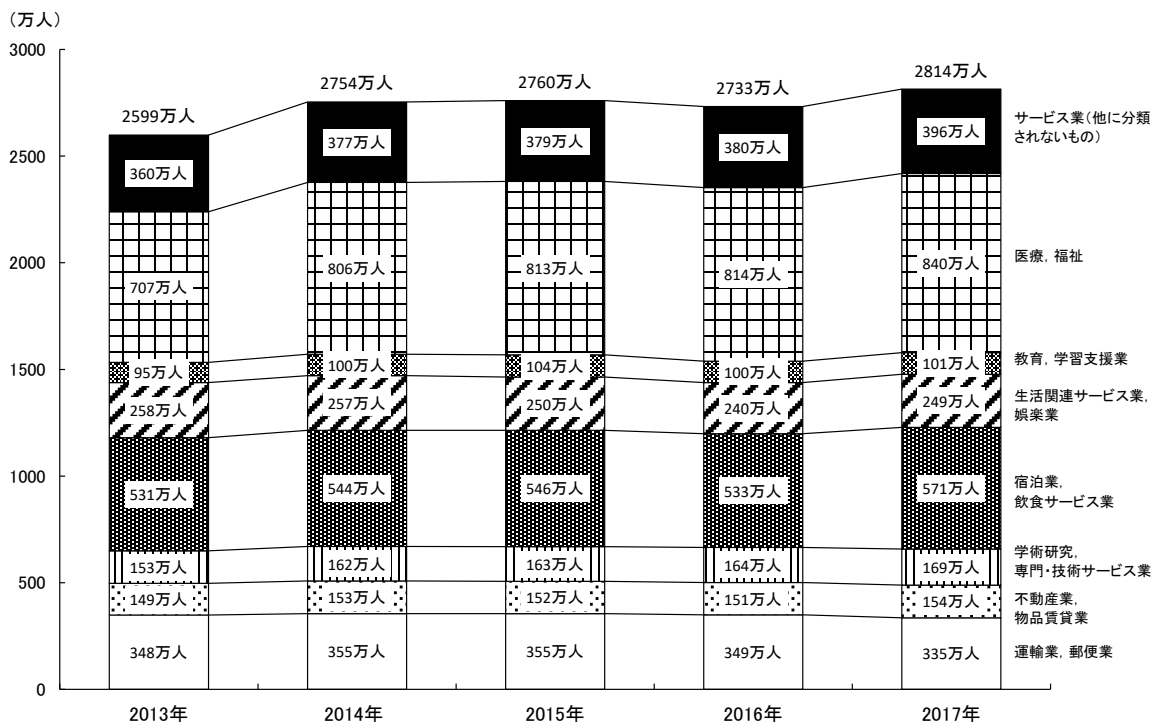 (万人)
3000
2500
2000
1500
1000
500
0
2599万人
360万人
707万人
95万人
258万人
531万人
153万人
149万人
348万人
2013年
2754万人
377万人
806万人
100万人
257万人
544万人
162万人
153万人
355万人
2014年
2760万人
379万人
813万人
104万人
250万人
546万人
163万人
152万人
355万人
2015年
2733万人
380万人
814万人
100万人
240万人
533万人
164万人
151万人
349万人
2016年
2814万人
396万人
840万人
101万人
249万人
571万人
169万人
154万人
335万人
2017年
サービス業(他に分類
されないもの)
医療, 福祉
教育, 学習支援業
生活関連サービス業,
娯楽業
宿泊業,
飲食サービス業
学術研究,
専門・技術サービス業
不動産業,
物品賃貸業
運輸業, 郵便業